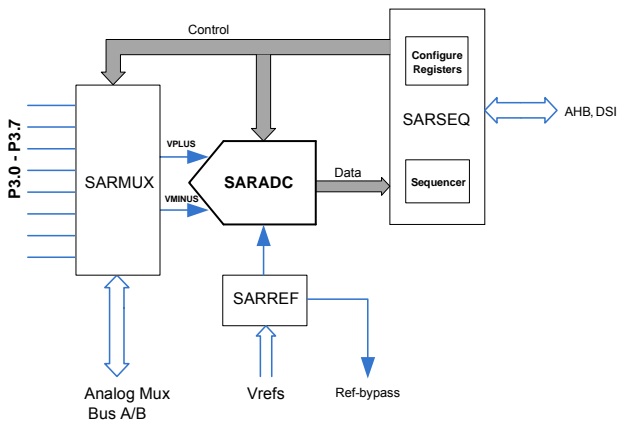 Control
Configure
Registers
SARSEQ
AHB, DSI
P3.0 - P3.7
SARMUX
VPLUS
VMINUS
SARADC
Data
Sequencer
SARREF
Analog Mux
Bus A/B
Vrefs
Ref-bypass